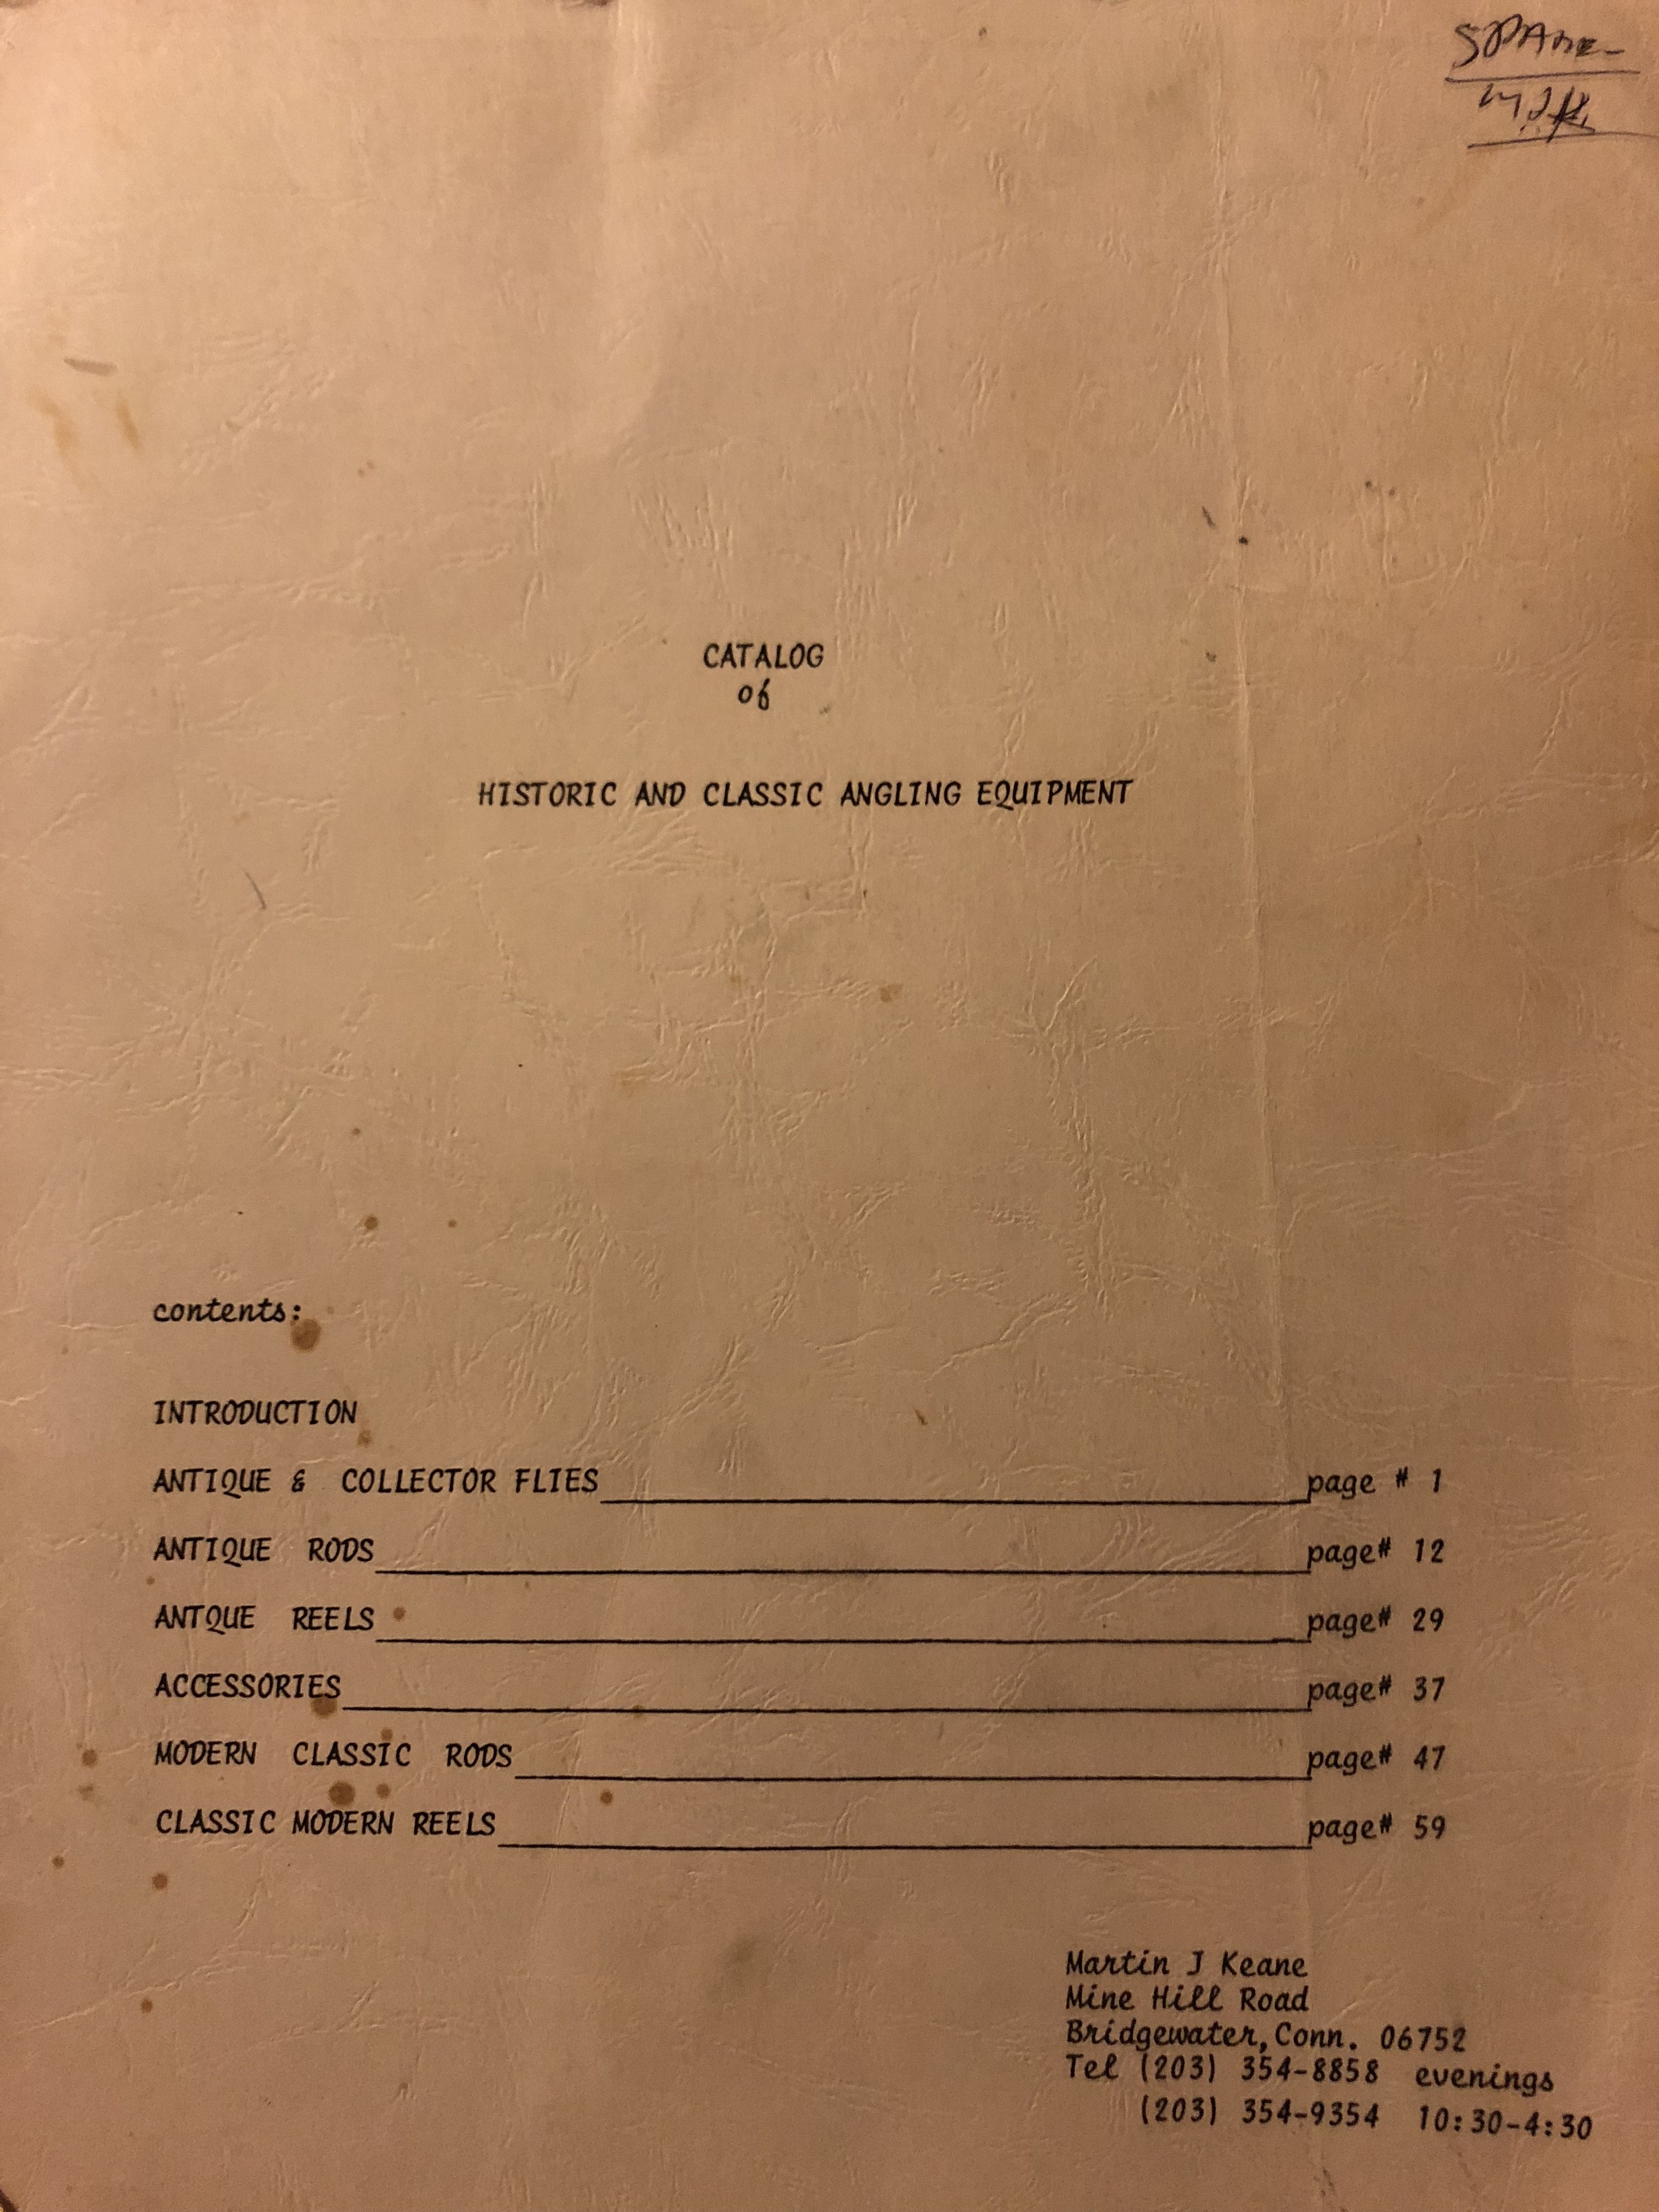 CATALOG
of
HISTORIC AND CLASSIC ANGLING EQUIPMENT
contents:
INTRODUCTION
ANTIQUE & COLLECTOR FLIES page # 1
ANTIQUE RODS page# 12
ANTQUE REELS page# 29
ACCESSORIES page# 37
MODERN CLASSIC RODS page# 47
CLASSIC MODERN REELS page# 59
Martin J Keane
Mine Hill Road
Bridgewater,Conn. 06752
Tel (203) 354-8858 evenings
(203) 354-9354 10:30-4:30